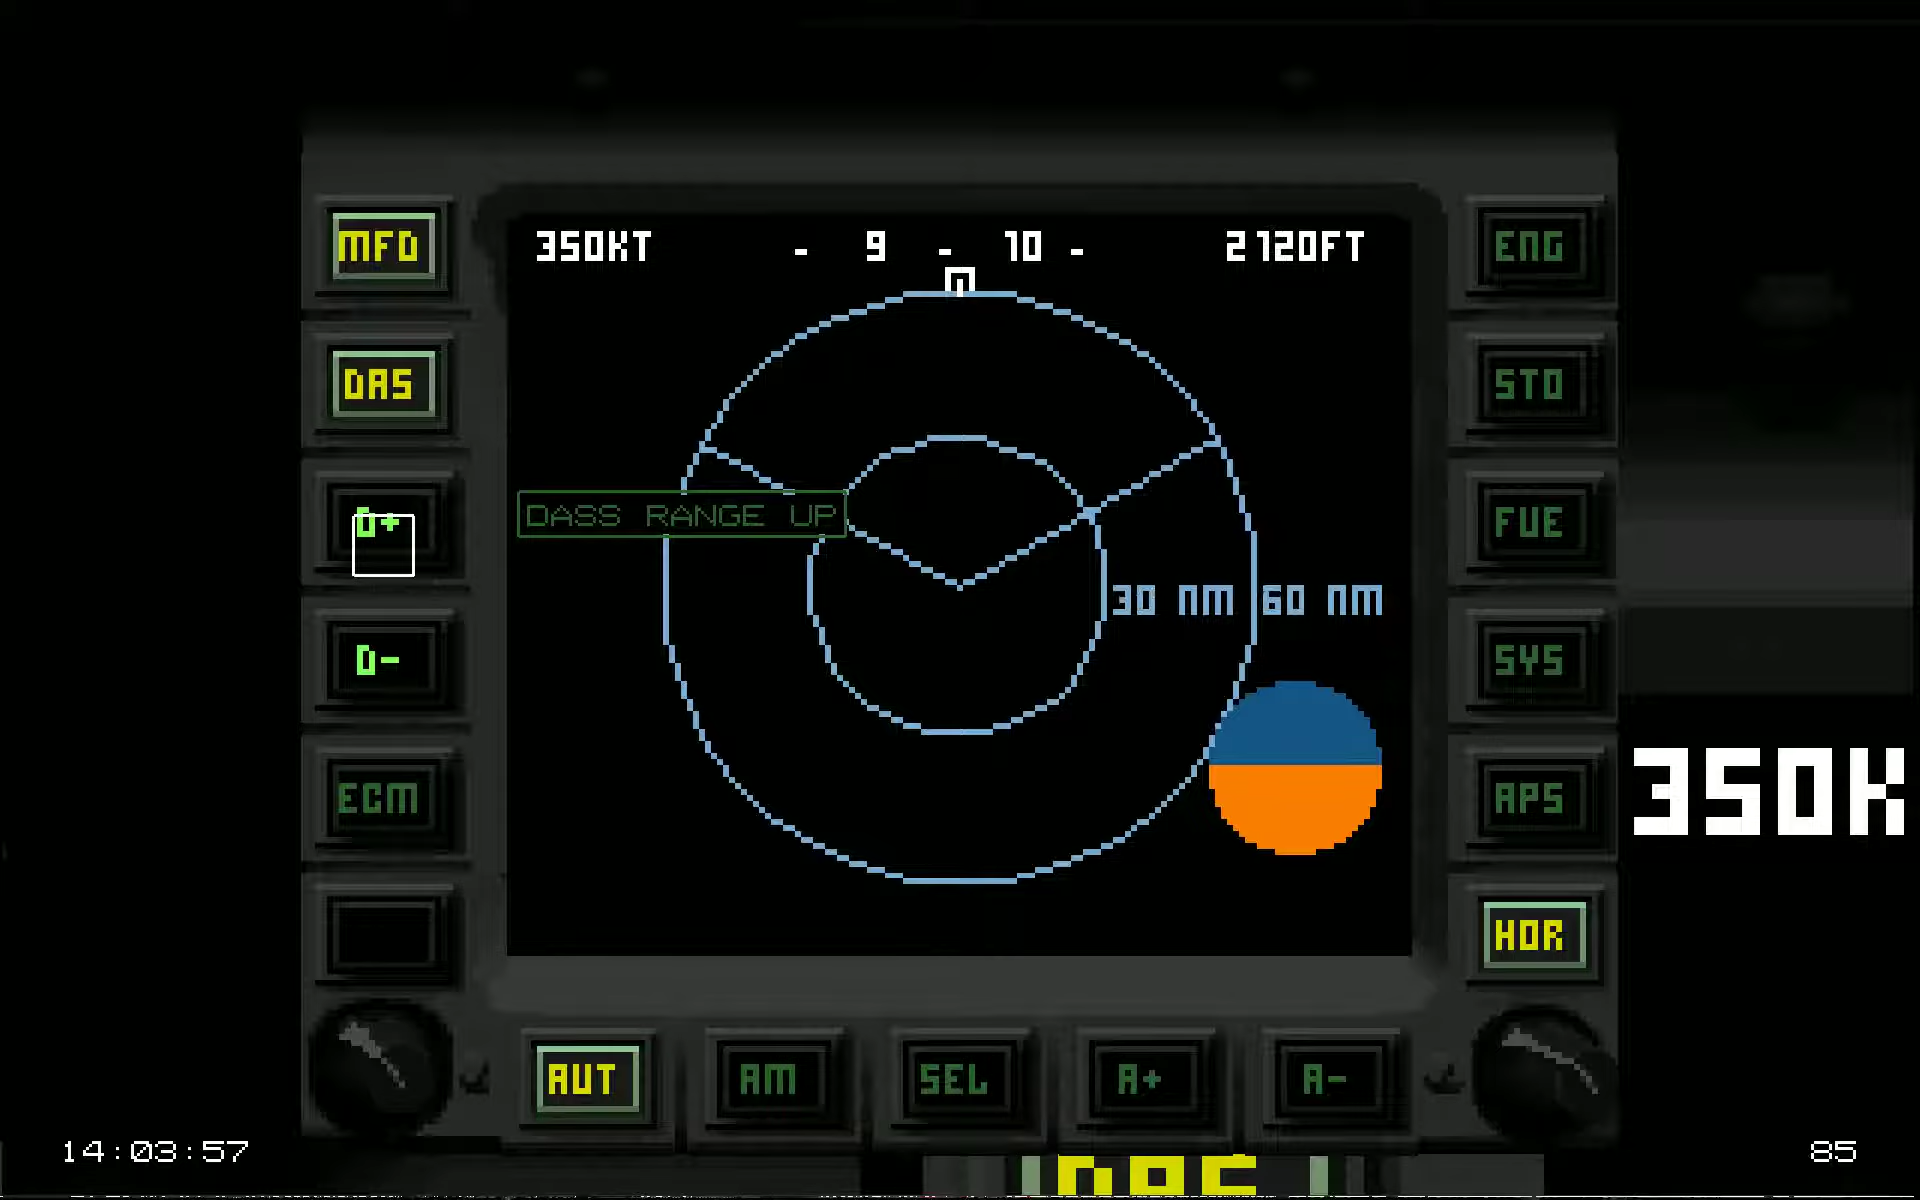 MFD
350KT - 9 - 10 - 2120FT
ENG
DAS
STO
D+
DASS RANGE UP
FUE
D-
30 nm 60 nm
SYS
ECM
APS
350K
HOR
AUT
AM
SEL
A+
A-
14:03:57
85